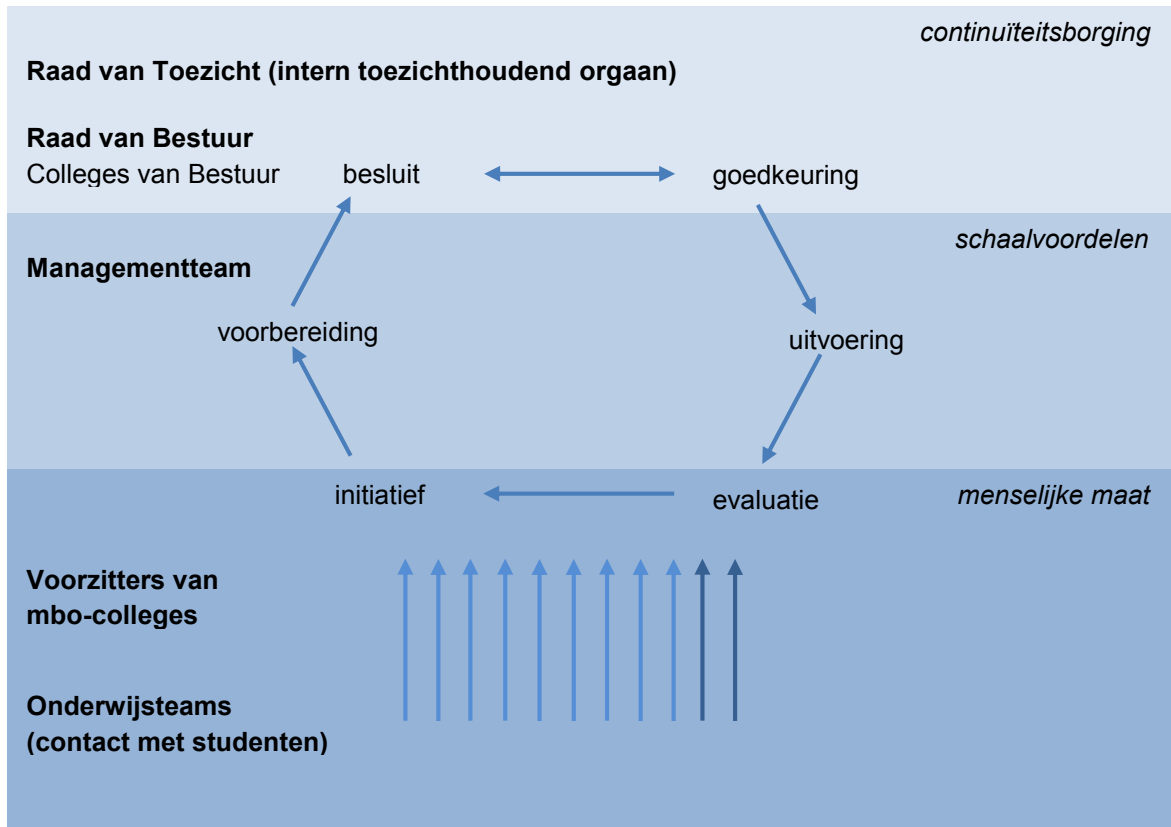 continuïteitsborging
Raad van Toezicht (intern toezichthoudend orgaan)
Raad van Bestuur
Colleges van Bestuur besluit goedkeuring
schaalvoordelen
Managementteam
voorbereiding uitvoering
initiatief evaluatie menselijke maat
Voorzitters van
mbo-colleges
Onderwijsteams
(contact met studenten)